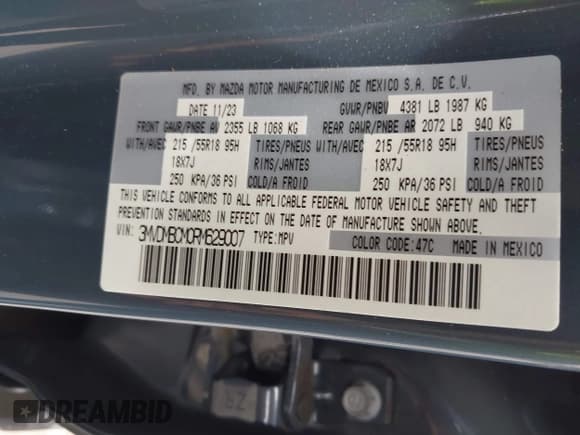 MFD. BY MAZDA MOTOR MANUFACTURING DE MEXICO S.A. DE C.V.
DATE 11/23 GVWR/PNBV 4381 LB 1987 KG
FRONT GAWR/PNBE AV 2355 LB 1068 KG REAR GAWR/PNBE AR 2072 LB 940 KG
WITH/AVEC 215 /55R18 95H TIRES/PNEUS WITH/AVEC 215 /55R18 95H TIRES/PNEUS
18X7J RIMS/JANTES 18X7J RIMS/JANTES
250 KPA/36 PSI COLD/A FROID 250 KPA/36 PSI COLD/A FROID
THIS VEHICLE CONFORMS TO ALL APPLICABLE FEDERAL MOTOR VEHICLE SAFETY AND THEFT
PREVENTION STANDARDS IN EFFECT ON THE DATE OF MANUFACTURE SHOWN ABOVE.
VIN: 3MVDMBCM0RM629007 TYPE:MPV COLOR CODE:47C MADE IN MEXICO
ZR
DREAMBID